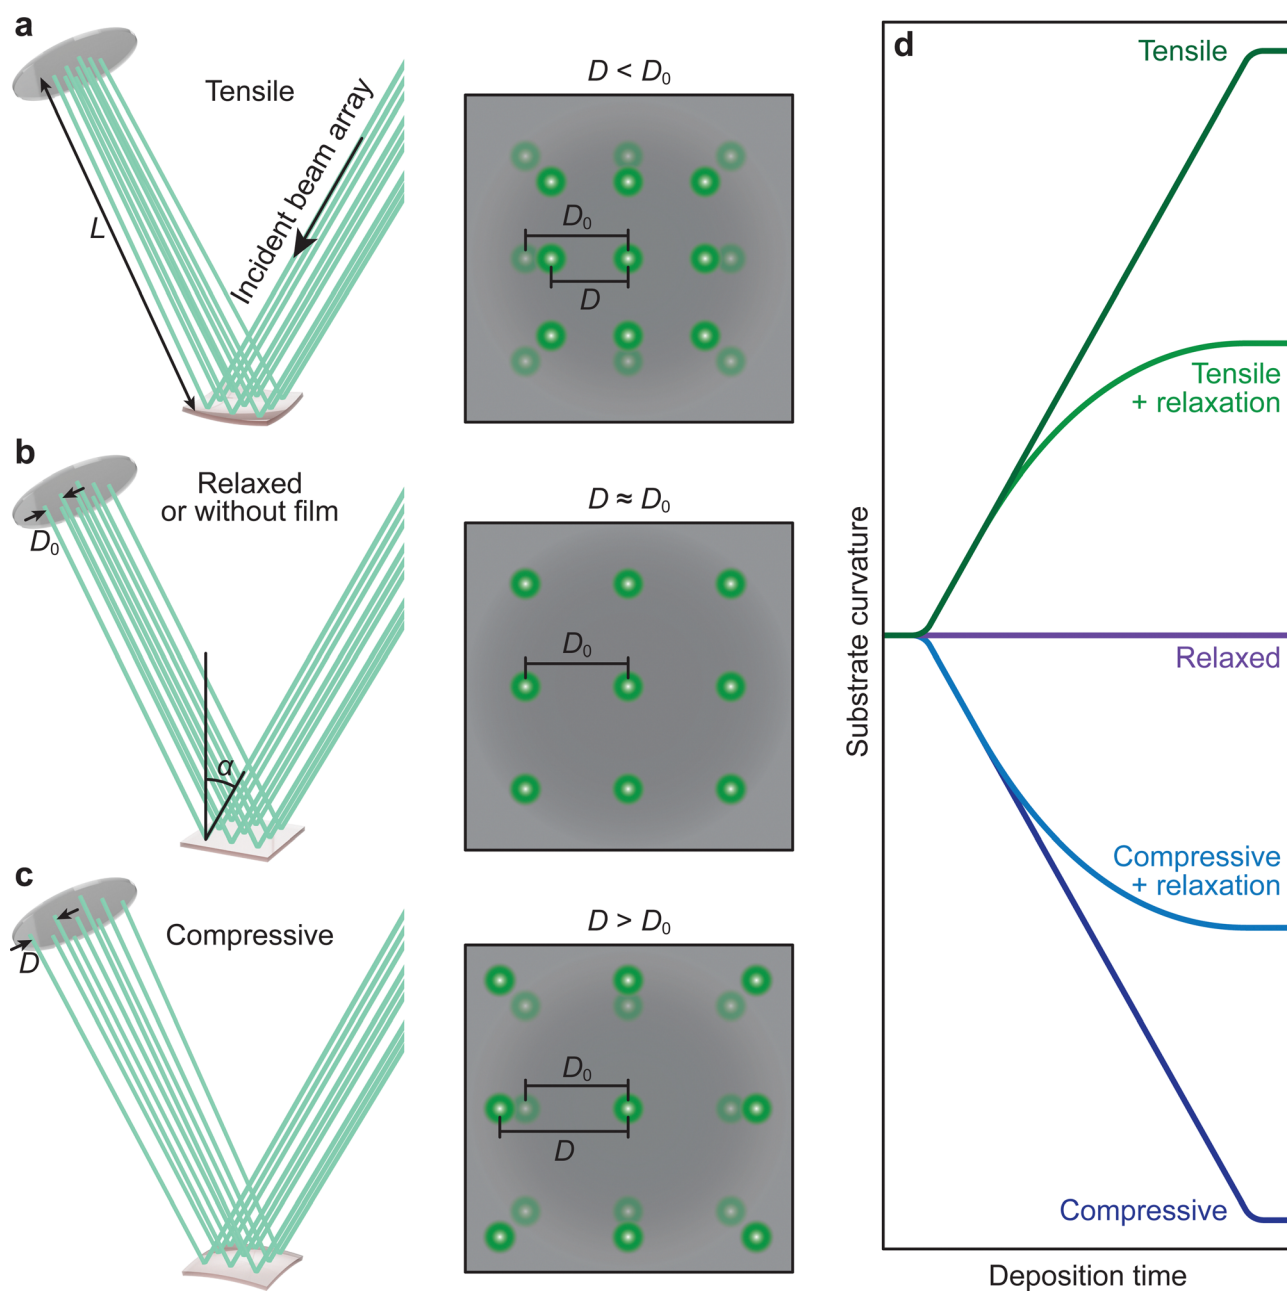 a
Tensile
L
Incident beam array
D < D₀
D₀
D
b
Relaxed
or without film
D₀
α
D ≈ D₀
D₀
c
Compressive
D
D > D₀
D₀
D
d
Tensile
Tensile
+ relaxation
Relaxed
Compressive
+ relaxation
Compressive
Substrate curvature
Deposition time